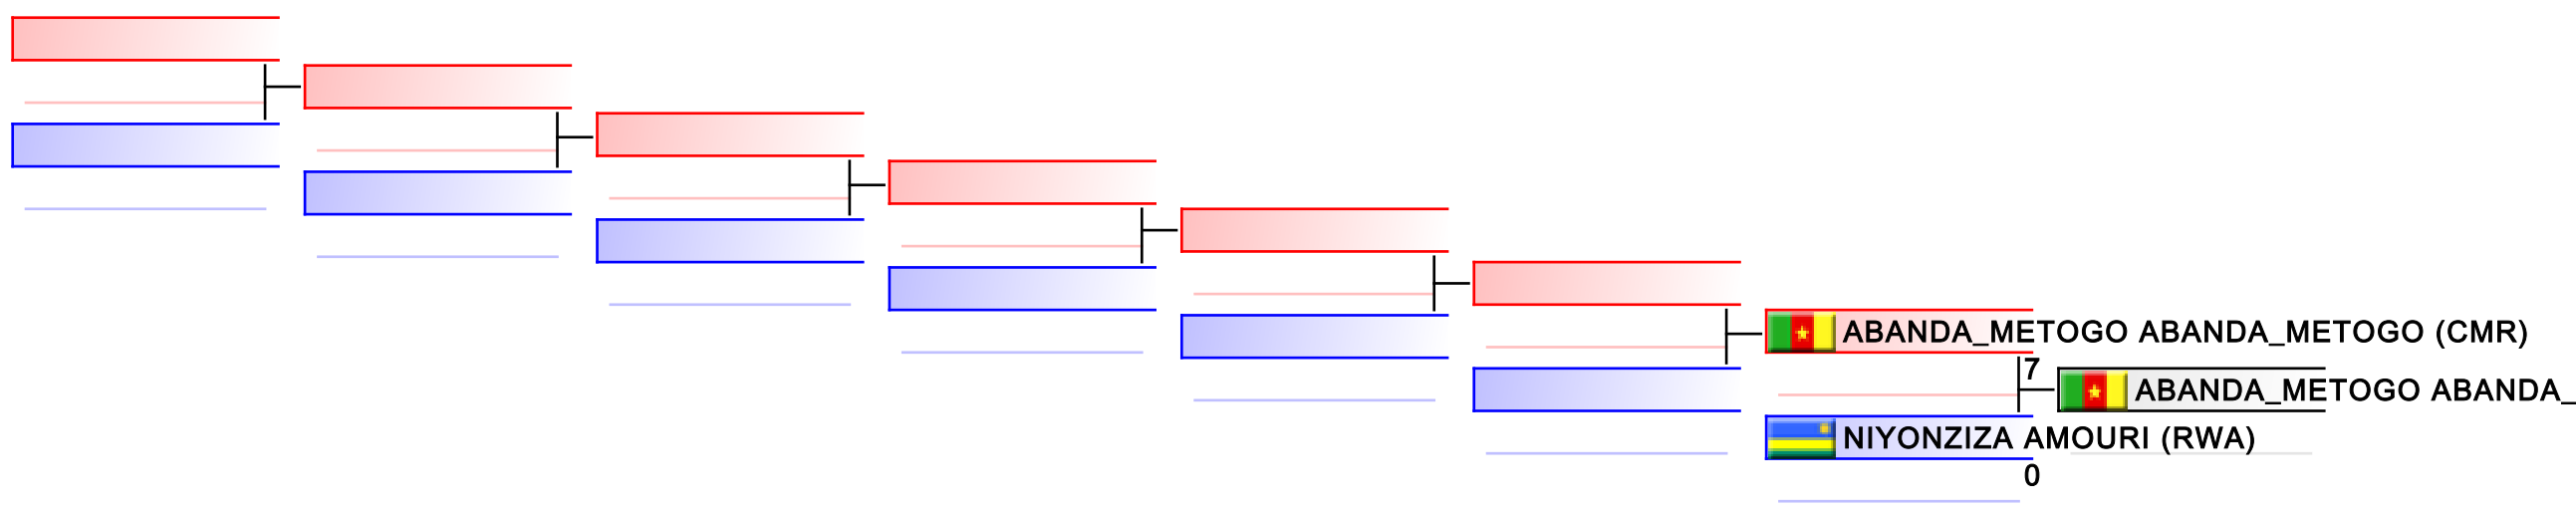 ABANDA_METOGO ABANDA_METOGO (CMR)
7
ABANDA_METOGO ABANDA_
NIYONZIZA AMOURI (RWA)
0